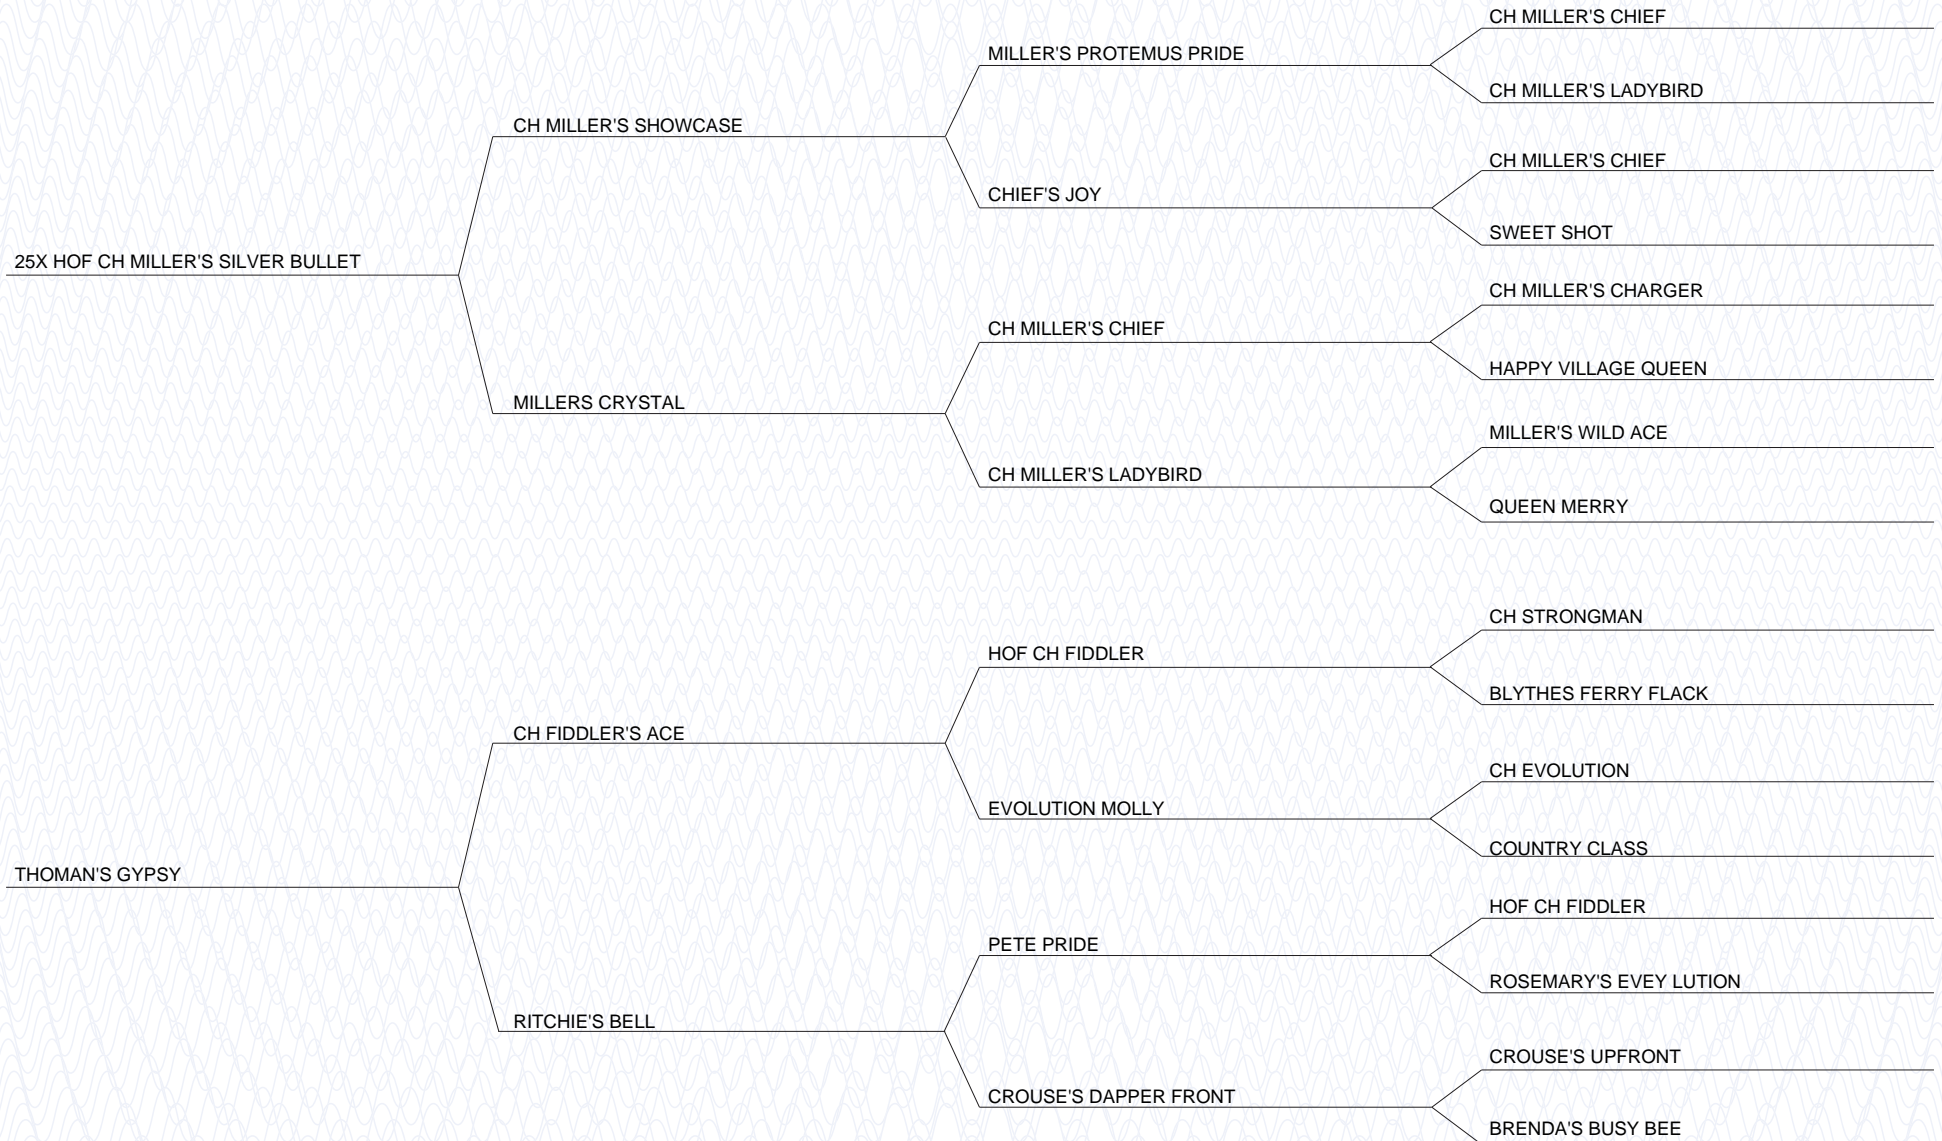 CH MILLER'S CHIEF
MILLER'S PROTEMUS PRIDE
CH MILLER'S LADYBIRD
CH MILLER'S SHOWCASE
CH MILLER'S CHIEF
CHIEF'S JOY
SWEET SHOT
25X HOF CH MILLER'S SILVER BULLET
CH MILLER'S CHARGER
CH MILLER'S CHIEF
HAPPY VILLAGE QUEEN
MILLERS CRYSTAL
MILLER'S WILD ACE
CH MILLER'S LADYBIRD
QUEEN MERRY
CH STRONGMAN
HOF CH FIDDLER
BLYTHES FERRY FLACK
CH FIDDLER'S ACE
CH EVOLUTION
EVOLUTION MOLLY
COUNTRY CLASS
THOMAN'S GYPSY
HOF CH FIDDLER
PETE PRIDE
ROSEMARY'S EVEY LUTION
RITCHIE'S BELL
CROUSE'S UPFRONT
CROUSE'S DAPPER FRONT
BRENDA'S BUSY BEE